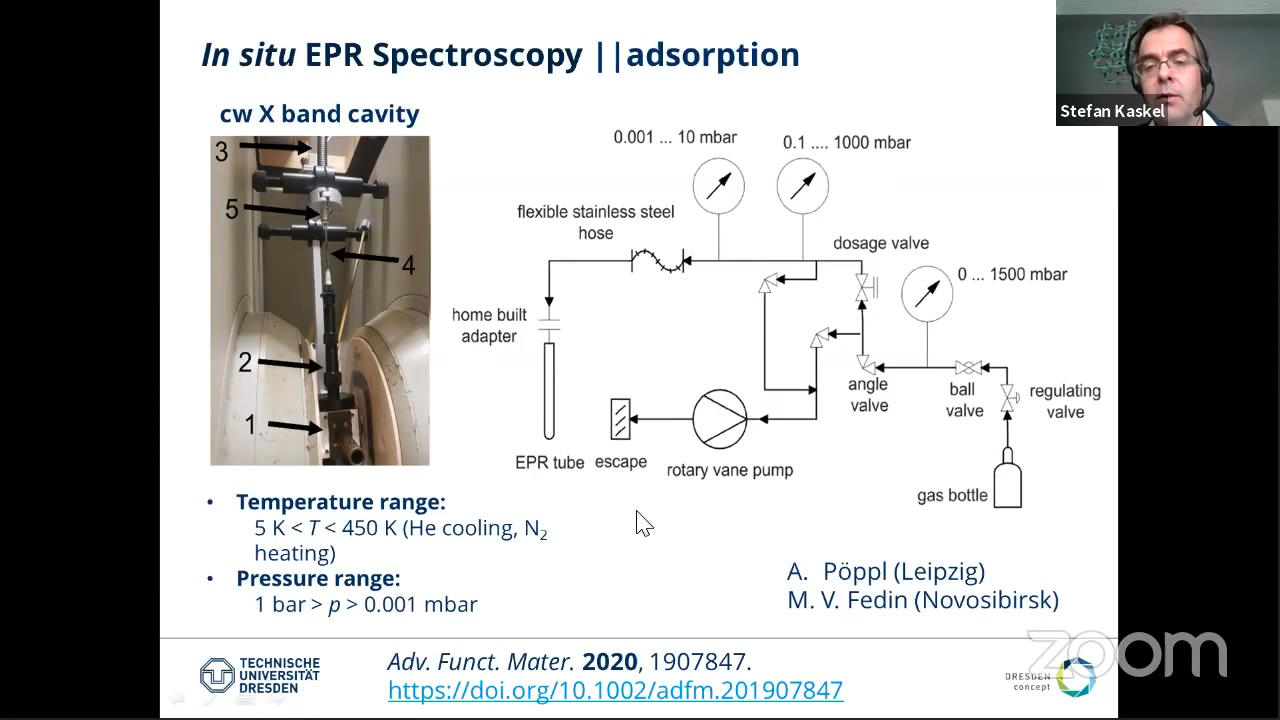 In situ EPR Spectroscopy ||adsorption
Stefan Kaskel
cw X band cavity
3
5
4
2
1
0.001 ... 10 mbar
0.1 .... 1000 mbar
flexible stainless steel
hose
dosage valve
0 ... 1500 mbar
home built
adapter
angle
valve
ball
valve
regulating
valve
EPR tube
escape
rotary vane pump
gas bottle
• Temperature range:
5 K < T < 450 K (He cooling, N₂
heating)
• Pressure range:
1 bar > p > 0.001 mbar
A. Pöppl (Leipzig)
M. V. Fedin (Novosibirsk)
TECHNISCHE
UNIVERSITÄT
DRESDEN
Adv. Funct. Mater. 2020, 1907847.
https://doi.org/10.1002/adfm.201907847
DRESDEN
concept
zoom